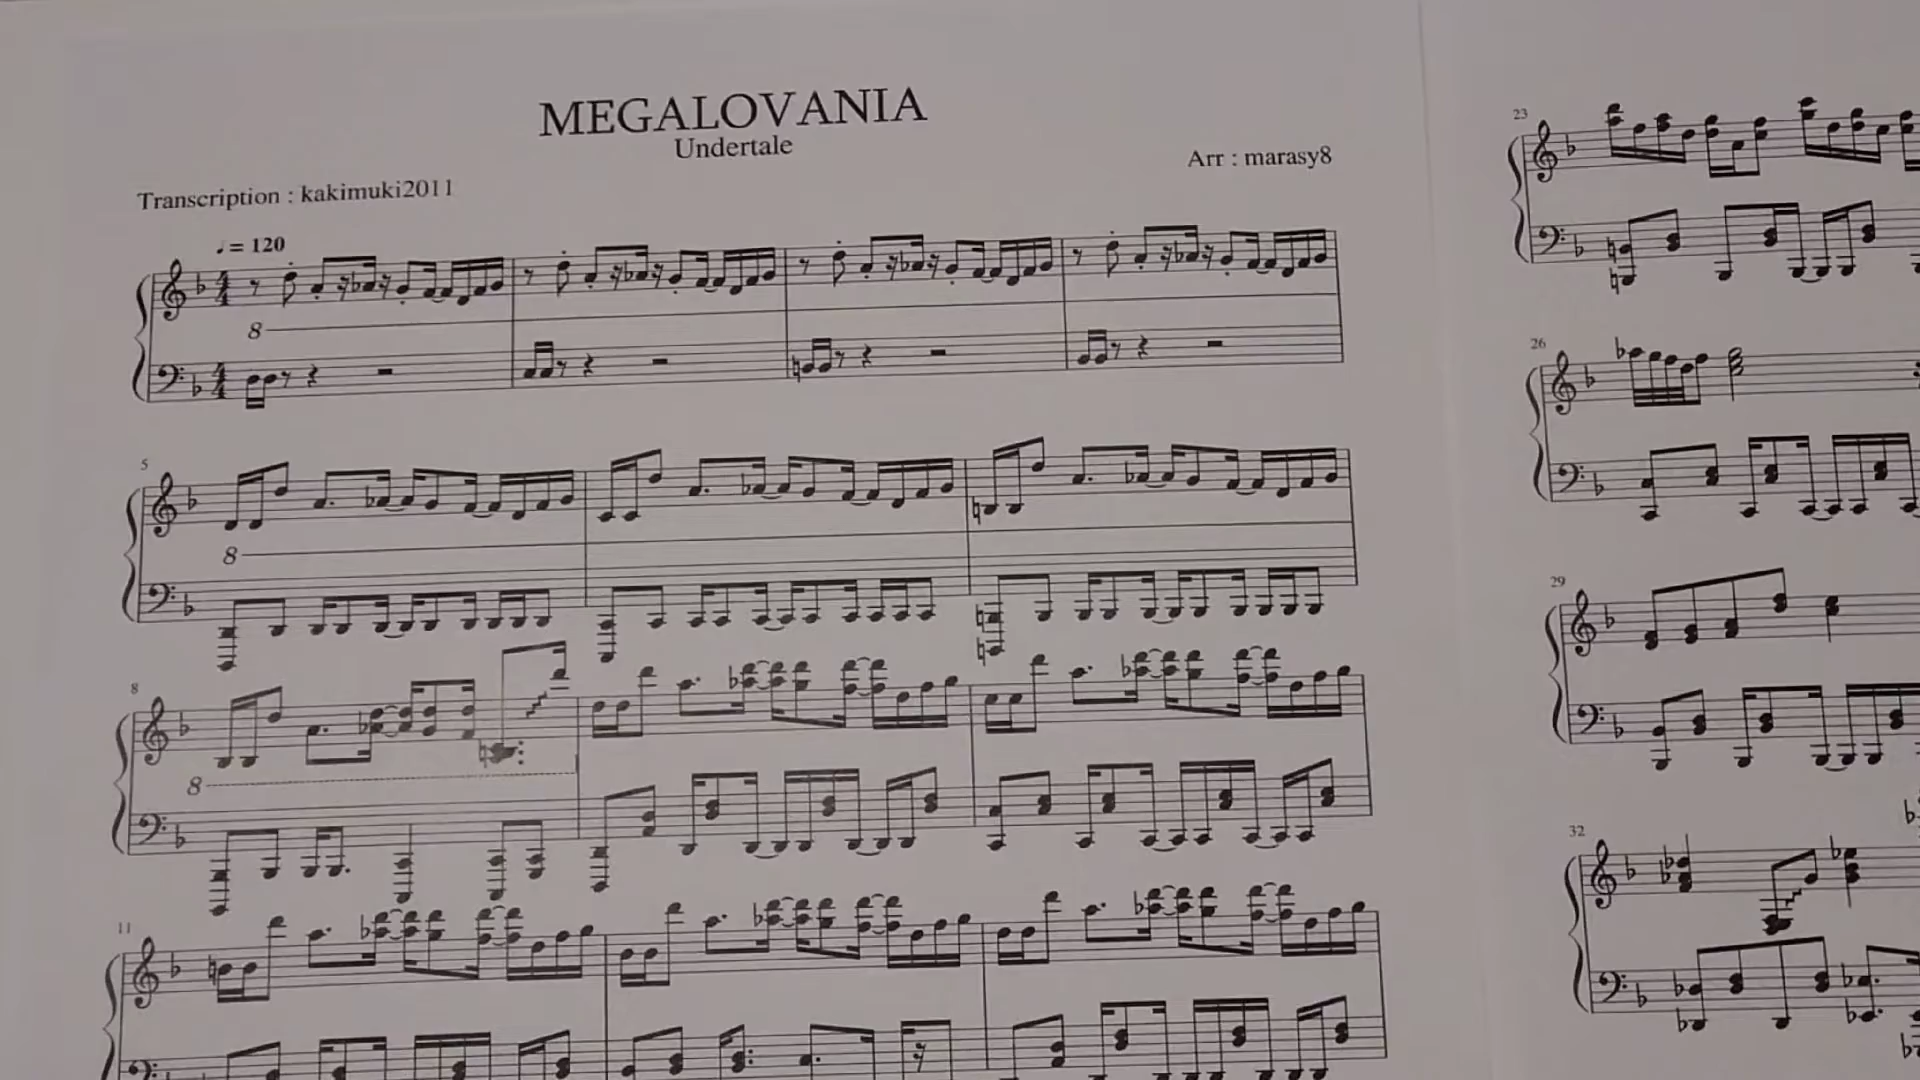 MEGALOVANIA
Undertale
Arr : marasy8
Transcription : kakimuki2011
♩ = 120
8
5
8
8
8
11
23
26
29
32